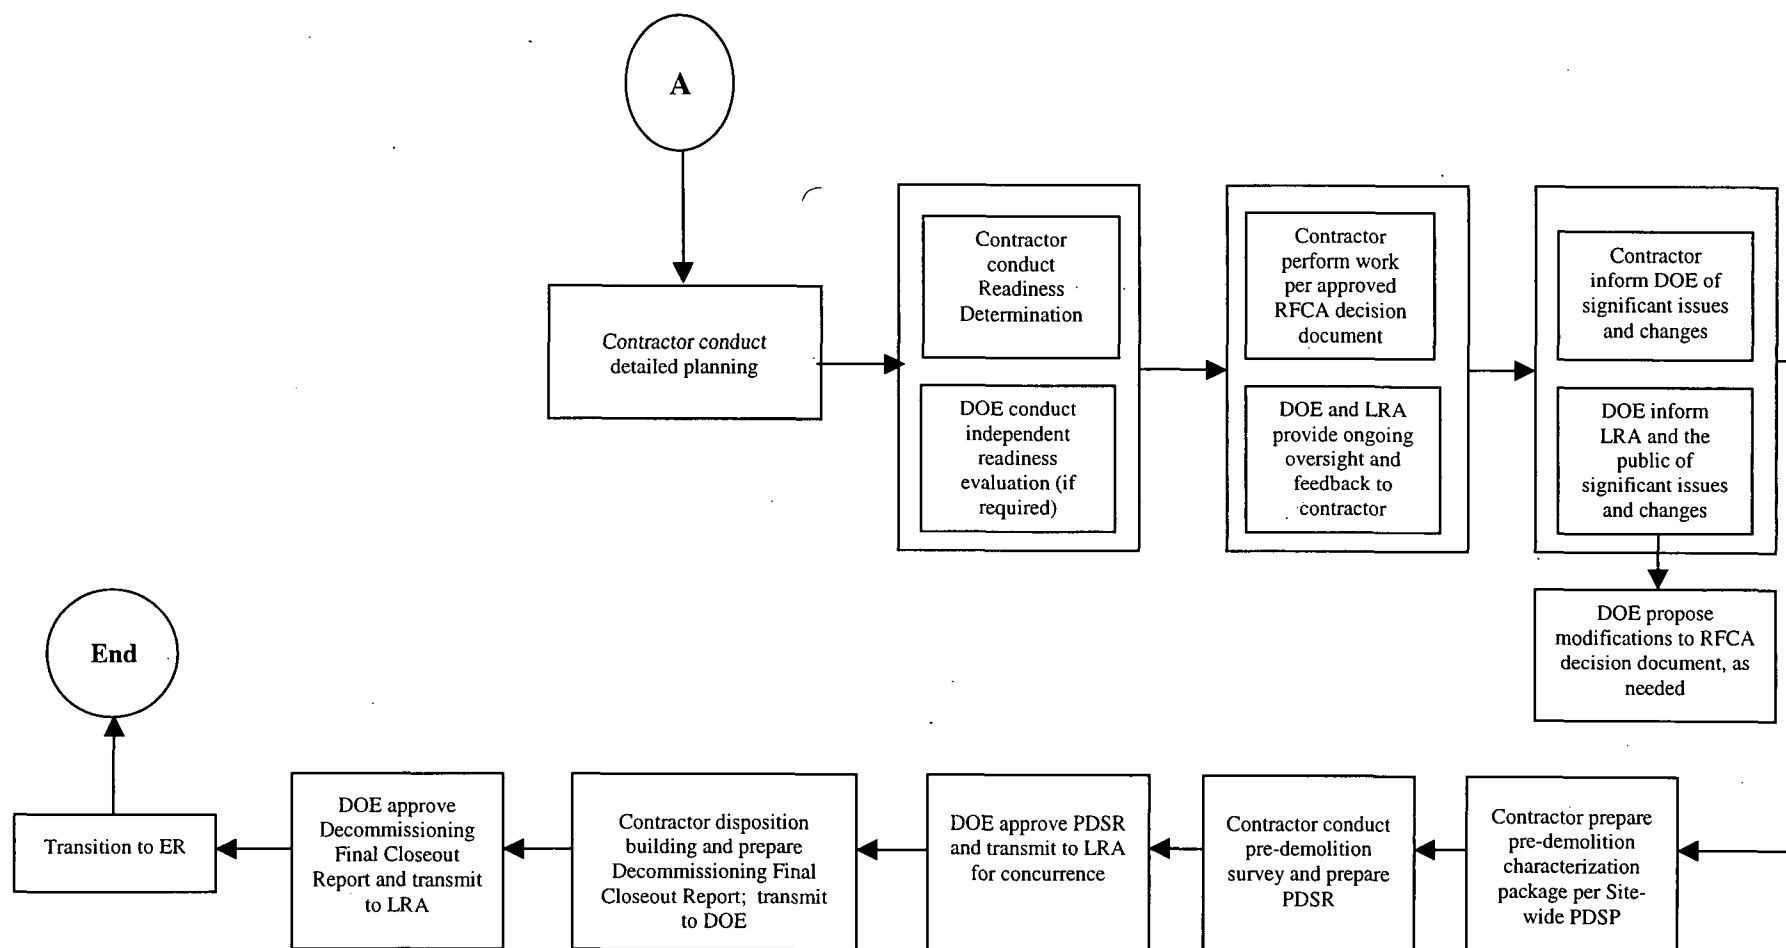 A
Contractor conduct
detailed planning
Contractor
conduct
Readiness
Determination
DOE conduct
independent
readiness
evaluation (if
required)
Contractor
perform work
per approved
RFCA decision
document
DOE and LRA
provide ongoing
oversight and
feedback to
contractor
Contractor
inform DOE of
significant issues
and changes
DOE inform
LRA and the
public of
significant issues
and changes
DOE propose
modifications to RFCA
decision document, as
needed
Contractor prepare
pre-demolition
characterization
package per Site-
wide PDSP
Contractor conduct
pre-demolition
survey and prepare
PDSR
DOE approve PDSR
and transmit to LRA
for concurrence
Contractor disposition
building and prepare
Decommissioning Final
Closeout Report; transmit
to DOE
DOE approve
Decommissioning
Final Closeout
Report and transmit
to LRA
Transition to ER
End